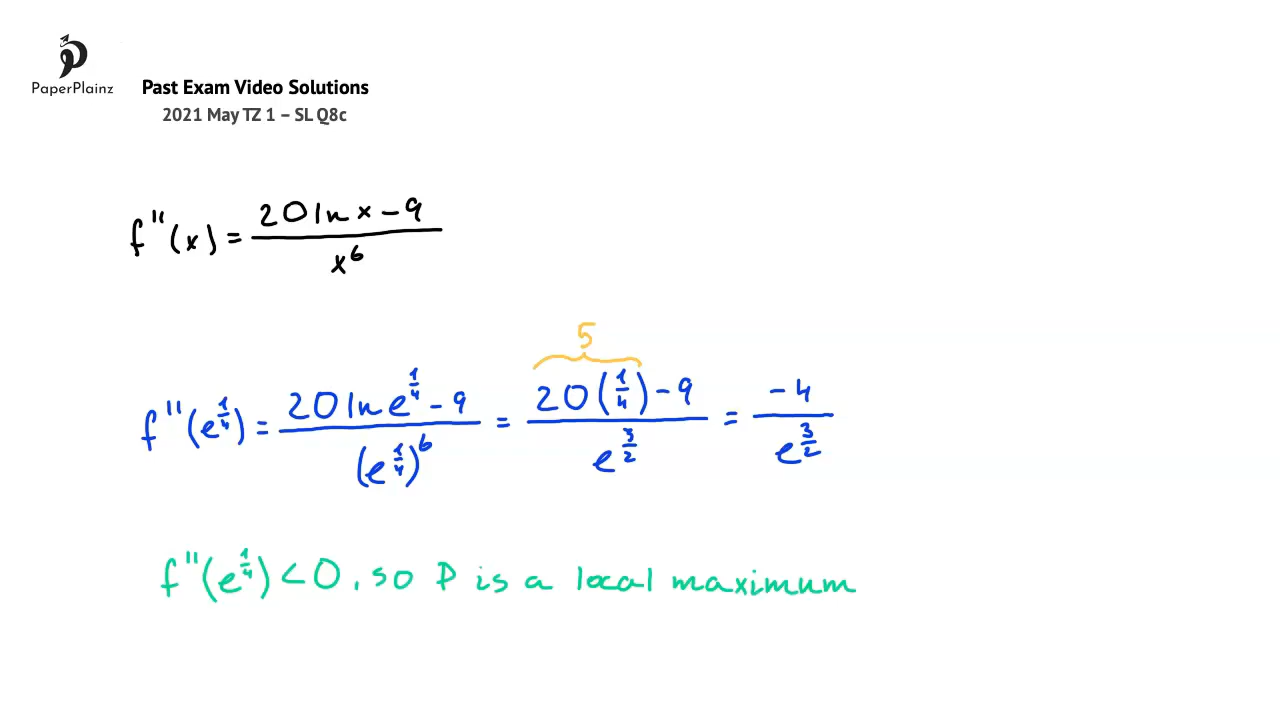 PaperPlainz
Past Exam Video Solutions
2021 May TZ 1 – SL Q8c
f''(x) = (20 ln x - 9) / x^6
5
f''(e^(1/4)) = (20 ln e^(1/4) - 9) / (e^(1/4))^6 = (20(1/4) - 9) / e^(3/2) = -4 / e^(3/2)
f''(e^(1/4)) < 0, so P is a local maximum